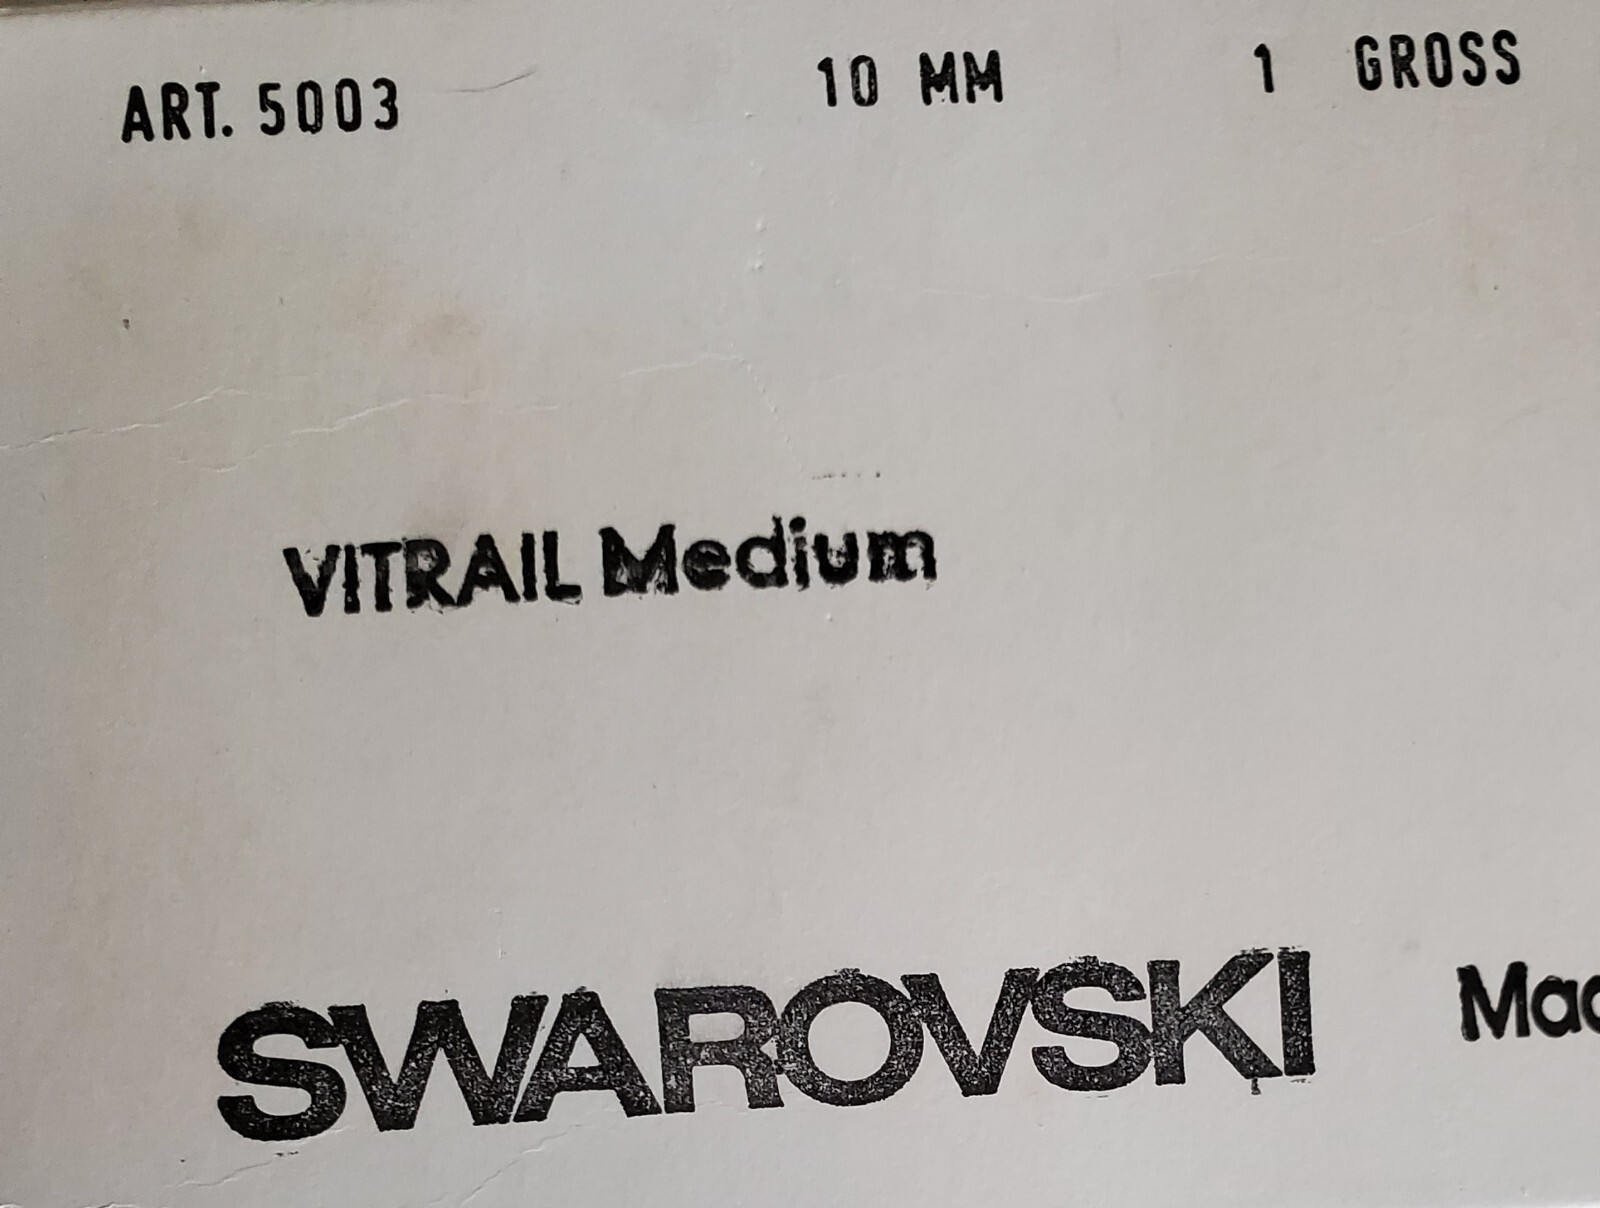 ART. 5003 10 MM 1 GROSS
VITRAIL Medium
SWAROVSKI